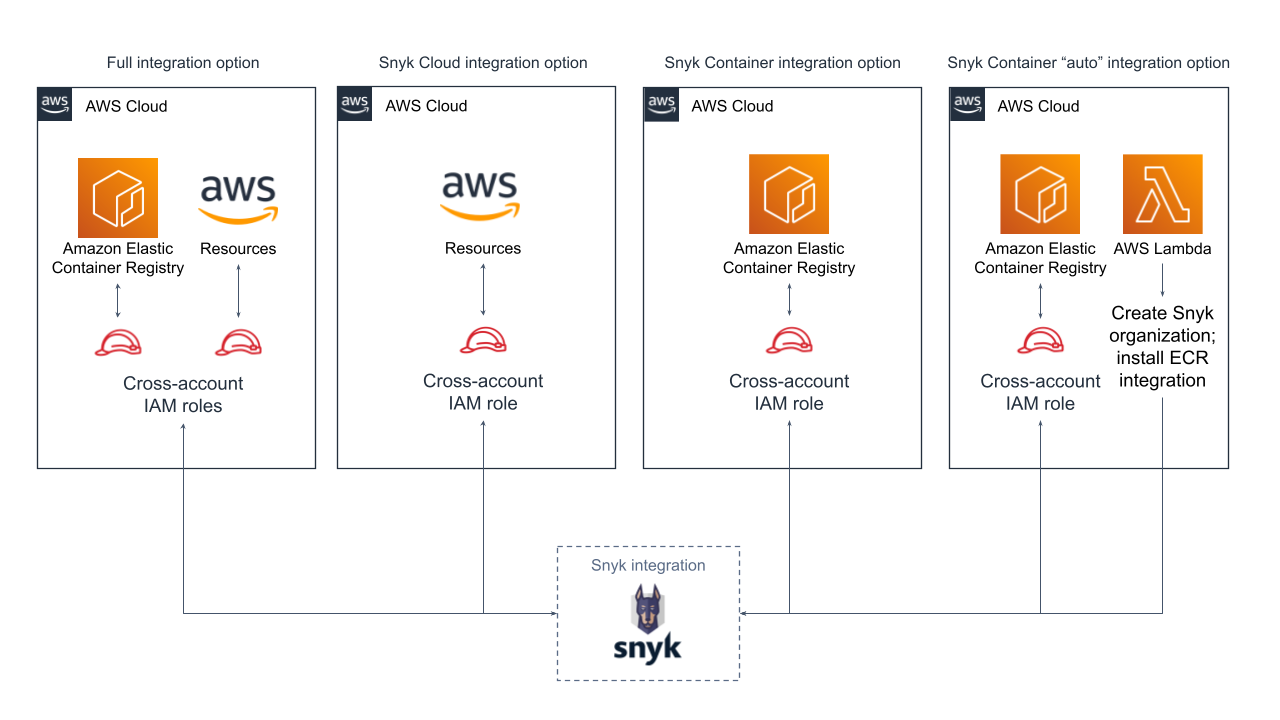 Full integration option
Snyk Cloud integration option
Snyk Container integration option
Snyk Container “auto” integration option
aws
AWS Cloud
aws
AWS Cloud
aws
AWS Cloud
aws
AWS Cloud
Amazon Elastic
Container Registry
aws
Resources
Cross-account
IAM roles
aws
Resources
Cross-account
IAM role
Amazon Elastic
Container Registry
Cross-account
IAM role
Amazon Elastic
Container Registry
Cross-account
IAM role
AWS Lambda
Create Snyk
organization;
install ECR
integration
Snyk integration
snyk